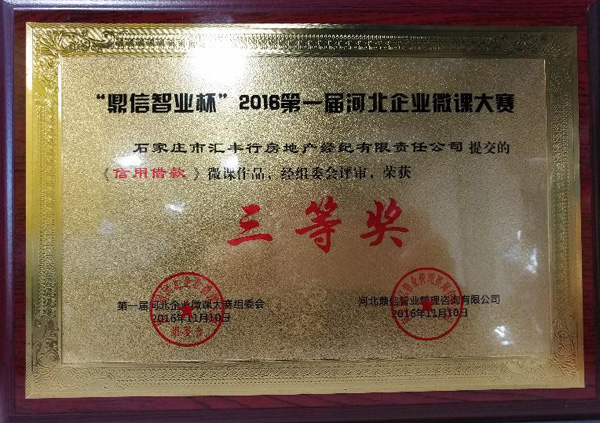 “鼎信智业杯”2016第一届河北企业微课大赛
石家庄市汇丰行房地产经纪有限责任公司提交的
《信用借款》微课作品，经组委会评审，荣获
三等奖
第一届河北企业微课大赛组委会
2016年11月10日
河北鼎信智业管理咨询有限公司
2016年11月10日